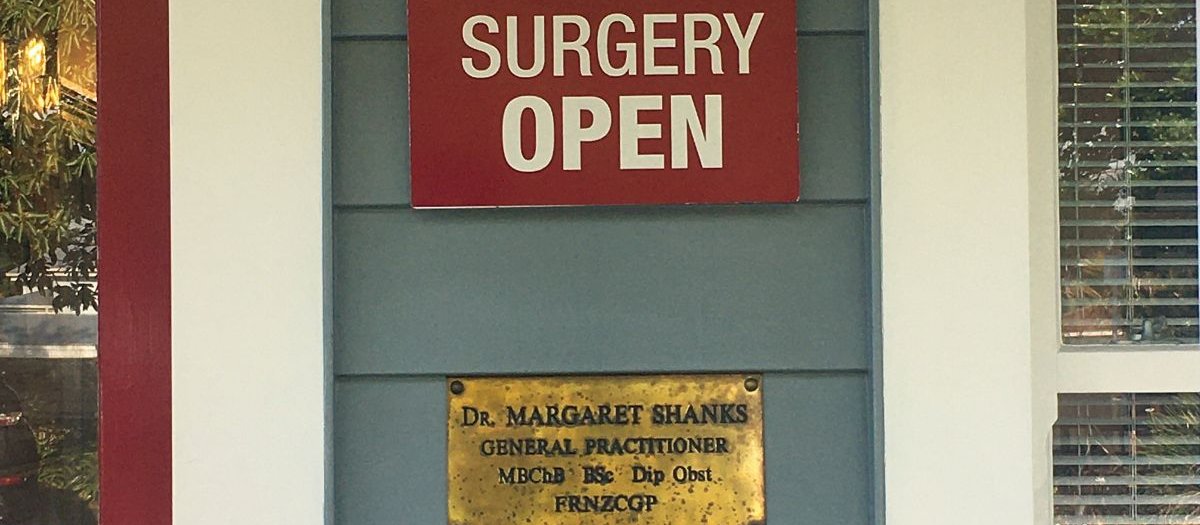 SURGERY
OPEN
DR. MARGARET SHANKS
GENERAL PRACTITIONER
MBChB BSc Dip Obst
FRNZCGP